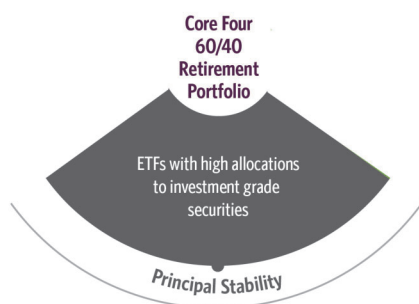 Core Four
60/40
Retirement
Portfolio
ETFs with high allocations
to investment grade
securities
Principal Stability